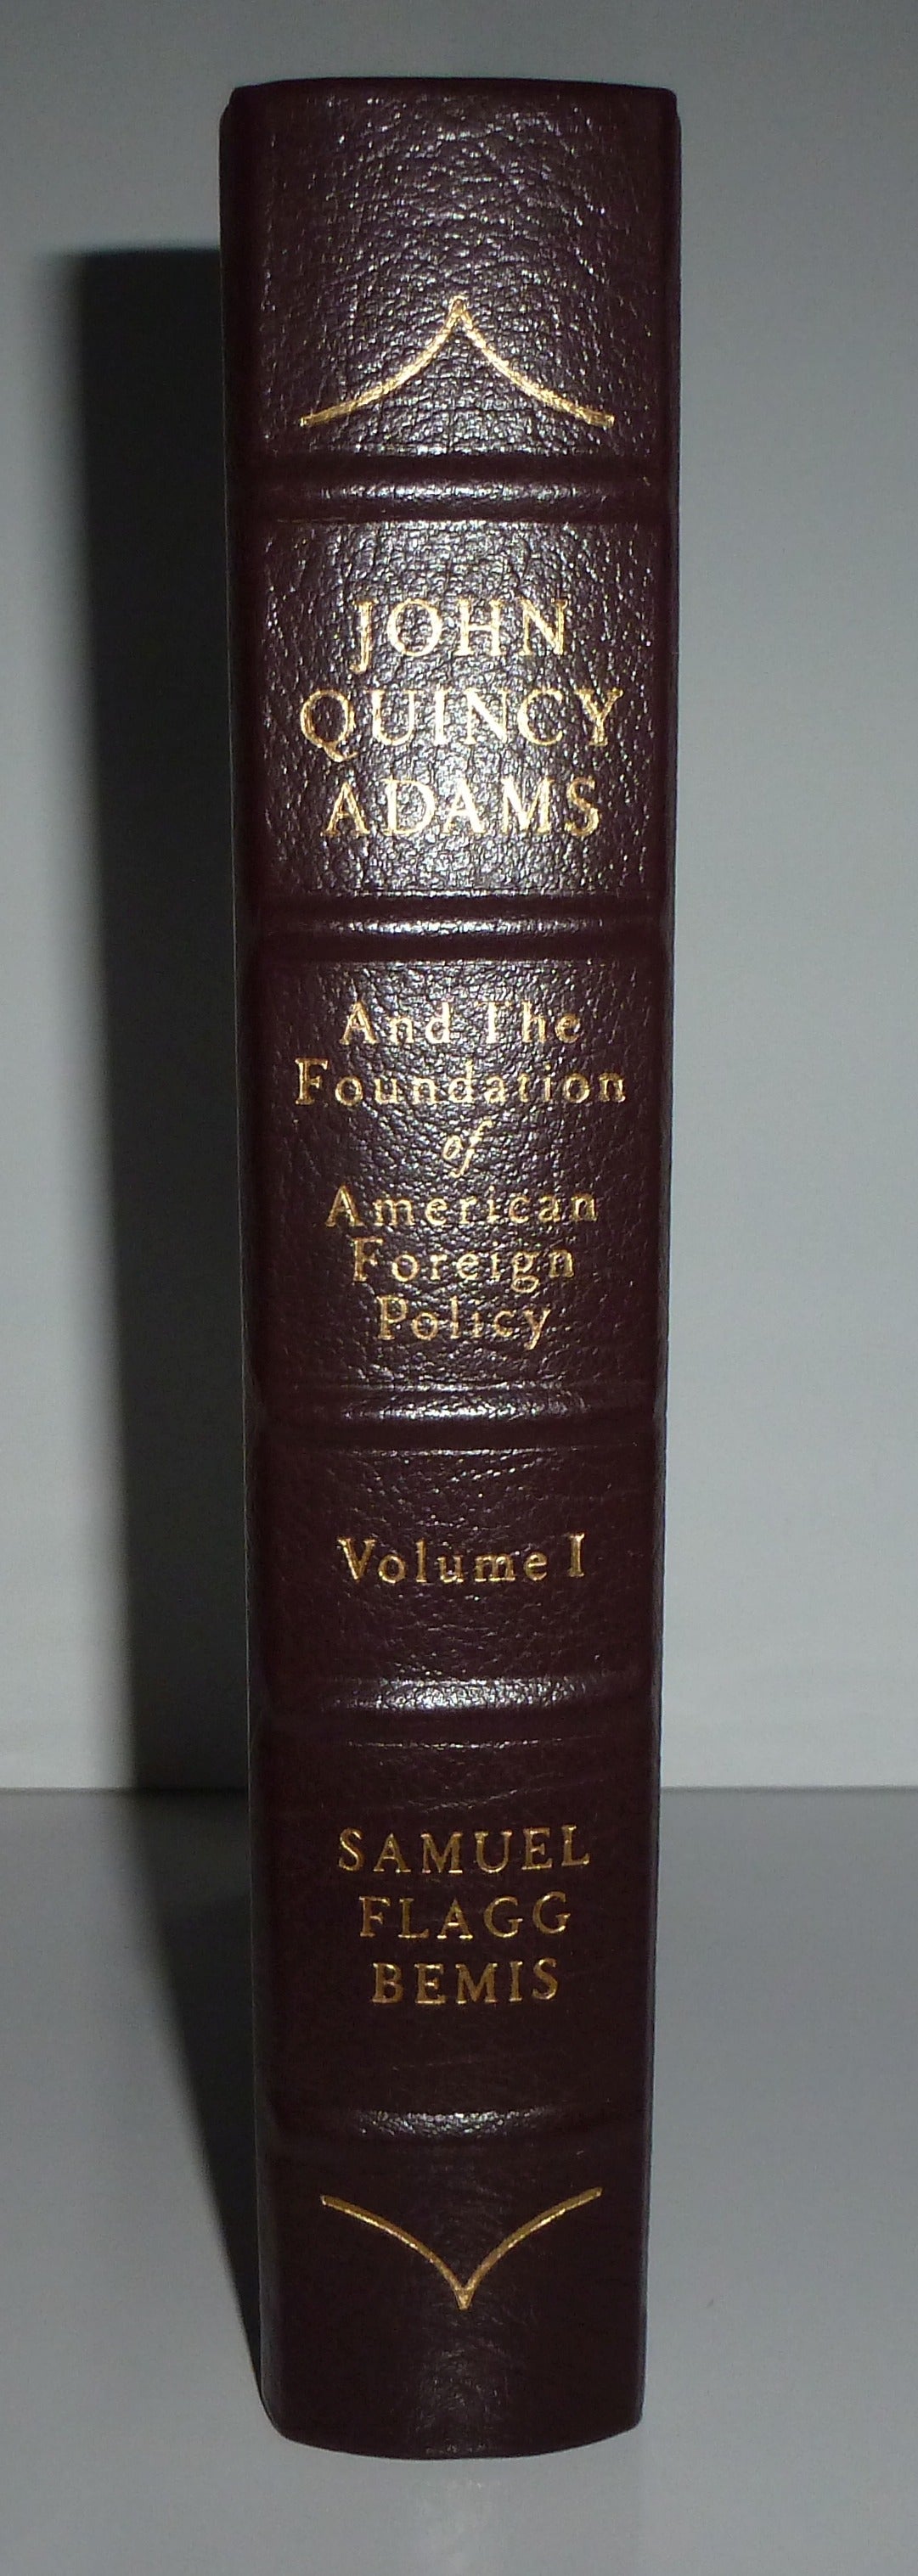 JOHN
QUINCY
ADAMS
And The
Foundation
of
American
Foreign
Policy
Volume I
SAMUEL
FLAGG
BEMIS